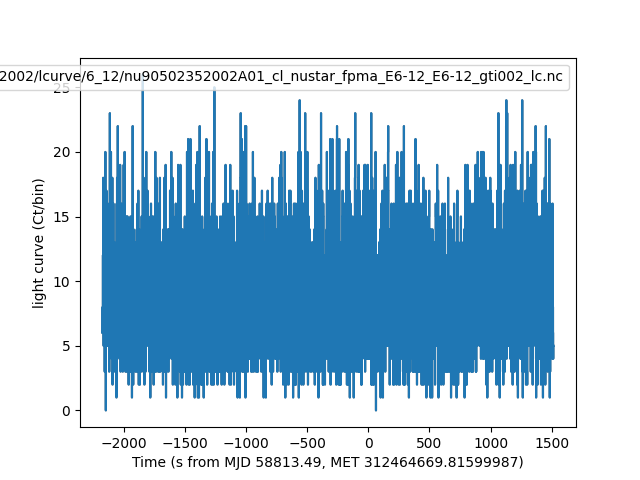 2002/lcurve/6_12/nu90502352002A01_cl_nustar_fpma_E6-12_E6-12_gti002_lc.nc
25
20
15
10
5
0
light curve (Ct/bin)
−2000 −1500 −1000 −500 0 500 1000 1500
Time (s from MJD 58813.49, MET 312464669.81599987)